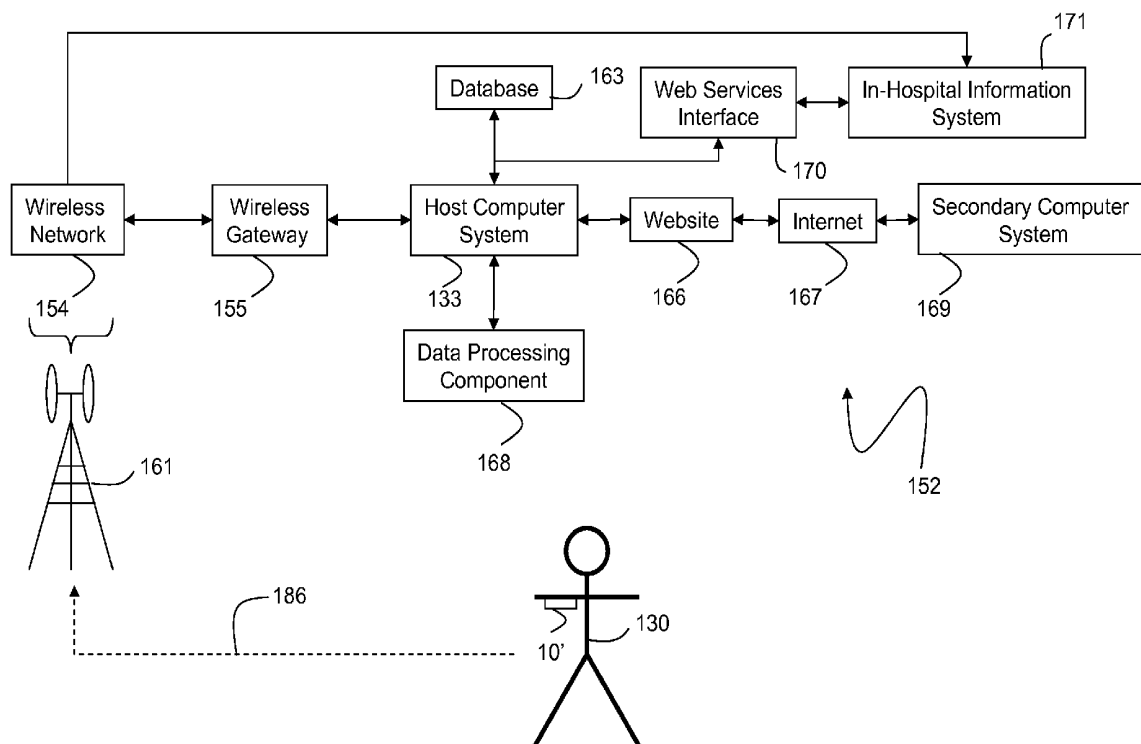 171
Database
163
Web Services
Interface
In-Hospital Information
System
170
Wireless
Network
Wireless
Gateway
Host Computer
System
Website
Internet
Secondary Computer
System
154
155
133
166
167
169
Data Processing
Component
168
161
152
186
10'
130